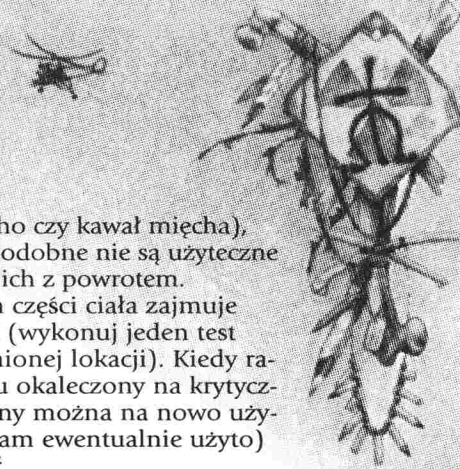 ho czy kawał mięcha),
odobne nie są użyteczne
ich z powrotem.
części ciała zajmuje
(wykonuj jeden test
nionej lokacji). Kiedy ra-
u okaleczony na krytycz-
ny można na nowo uży-
am ewentualnie użyto)